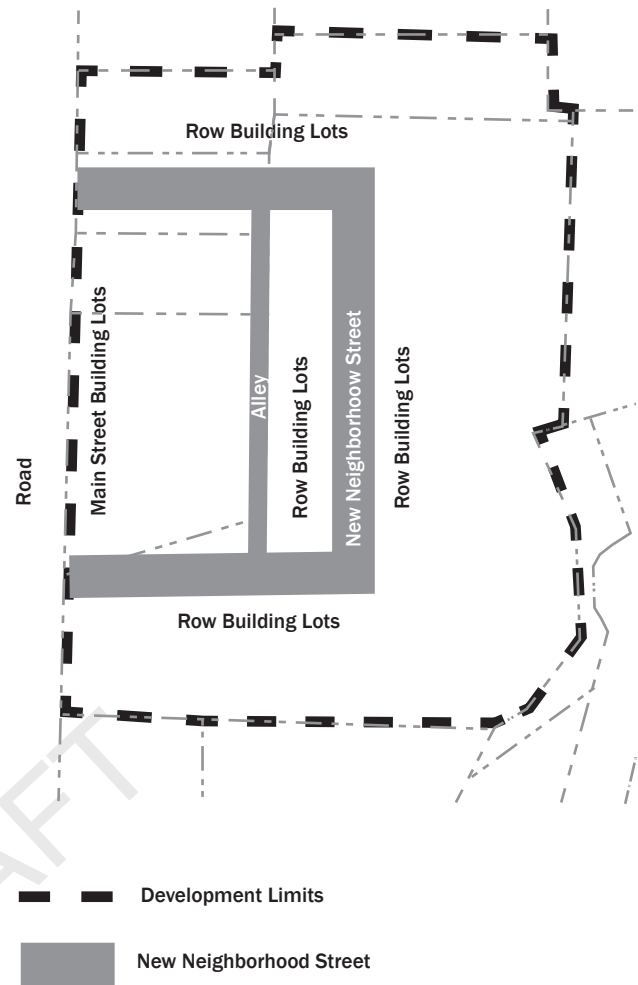 Row Building Lots
Main Street Building Lots
Alley
Row Building Lots
New Neighborhoow Street
Row Building Lots
Road
Row Building Lots
AFT
Development Limits
New Neighborhood Street